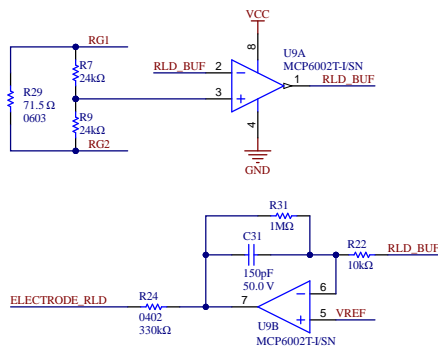 VCC
RG1
R7
24kΩ
R29
71.5 Ω
0603
R9
24kΩ
RG2
RLD_BUF
2
3
8
4
1
U9A
MCP6002T-I/SN
RLD_BUF
GND
R31
1MΩ
C31
150pF
50.0 V
R22
10kΩ
RLD_BUF
ELECTRODE_RLD
R24
0402
330kΩ
7
6
5
VREF
U9B
MCP6002T-I/SN